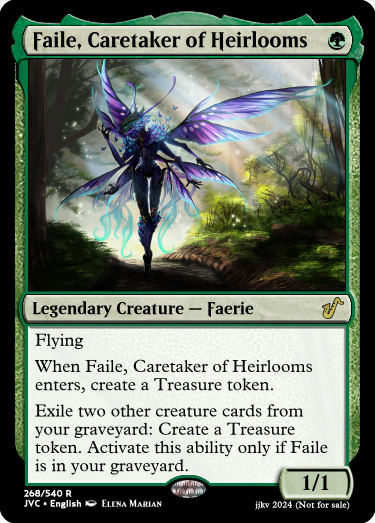 Faile, Caretaker of Heirlooms
Legendary Creature — Faerie
Flying
When Faile, Caretaker of Heirlooms
enters, create a Treasure token.
Exile two other creature cards from
your graveyard: Create a Treasure
token. Activate this ability only if Faile
is in your graveyard.
1/1
268/540 R
JVC • English Elena Marian
jjkv 2024 (Not for sale)